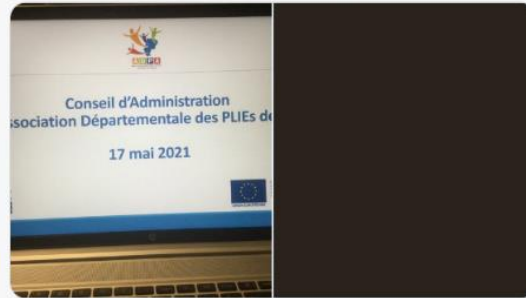 Conseil d'Administration
ssociation Départementale des PLIEs de
17 mai 2021